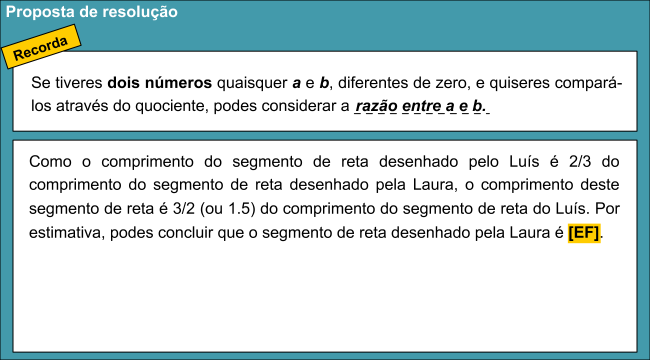 Proposta de resolução
Recorda
Se tiveres dois números quaisquer a e b, diferentes de zero, e quiseres compará-
los através do quociente, podes considerar a razão entre a e b.
Como o comprimento do segmento de reta desenhado pelo Luís é 2/3 do
comprimento do segmento de reta desenhado pela Laura, o comprimento deste
segmento de reta é 3/2 (ou 1.5) do comprimento do segmento de reta do Luís. Por
estimativa, podes concluir que o segmento de reta desenhado pela Laura é [EF].